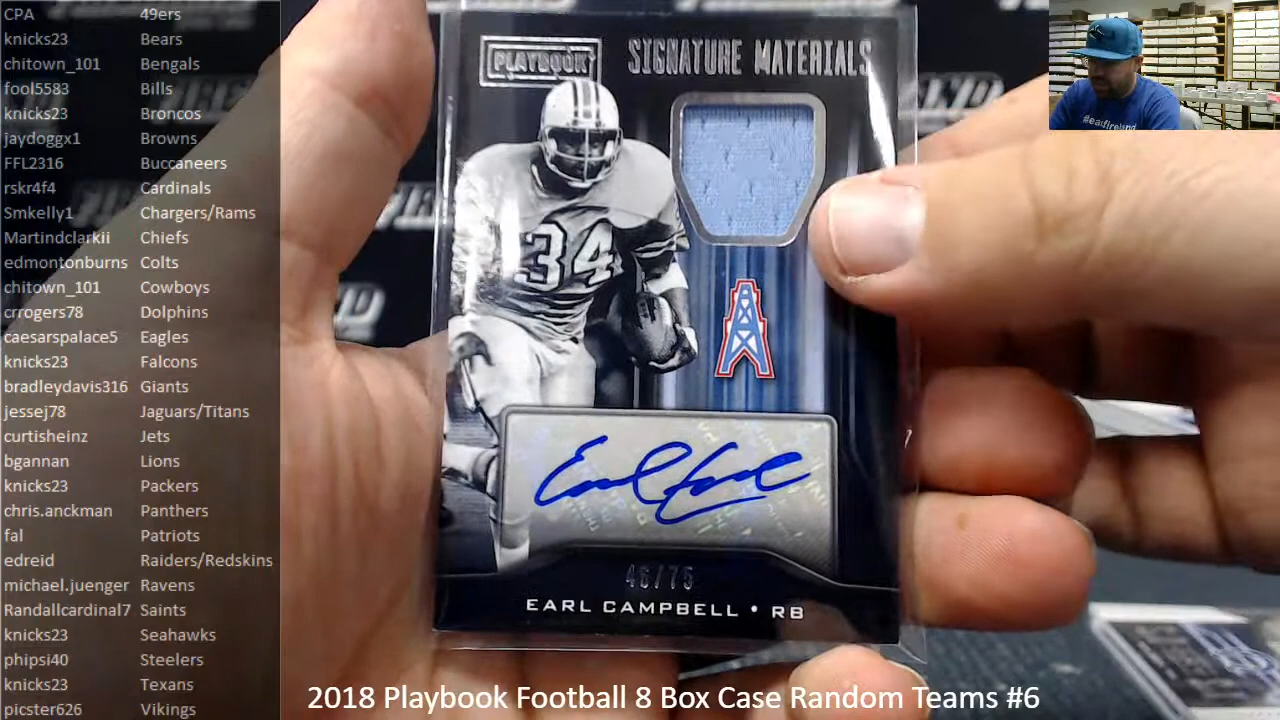 CPA 49ers
knicks23 Bears
chitown_101 Bengals
fool5583 Bills
knicks23 Broncos
jaydoggx1 Browns
FFL2316 Buccaneers
rskr4f4 Cardinals
Smkelly1 Chargers/Rams
Martindclarkii Chiefs
edmontonburns Colts
chitown_101 Cowboys
crrogers78 Dolphins
caesarspalace5 Eagles
knicks23 Falcons
bradleydavis316 Giants
jessej78 Jaguars/Titans
curtisheinz Jets
bgannan Lions
knicks23 Packers
chris.anckman Panthers
fal Patriots
edreid Raiders/Redskins
michael.juenger Ravens
Randallcardinal7 Saints
knicks23 Seahawks
phipsi40 Steelers
knicks23 Texans
picster626 Vikings
PLAYBOOK
SIGNATURE MATERIALS
34
46/75
EARL CAMPBELL • RB
2018 Playbook Football 8 Box Case Random Teams #6